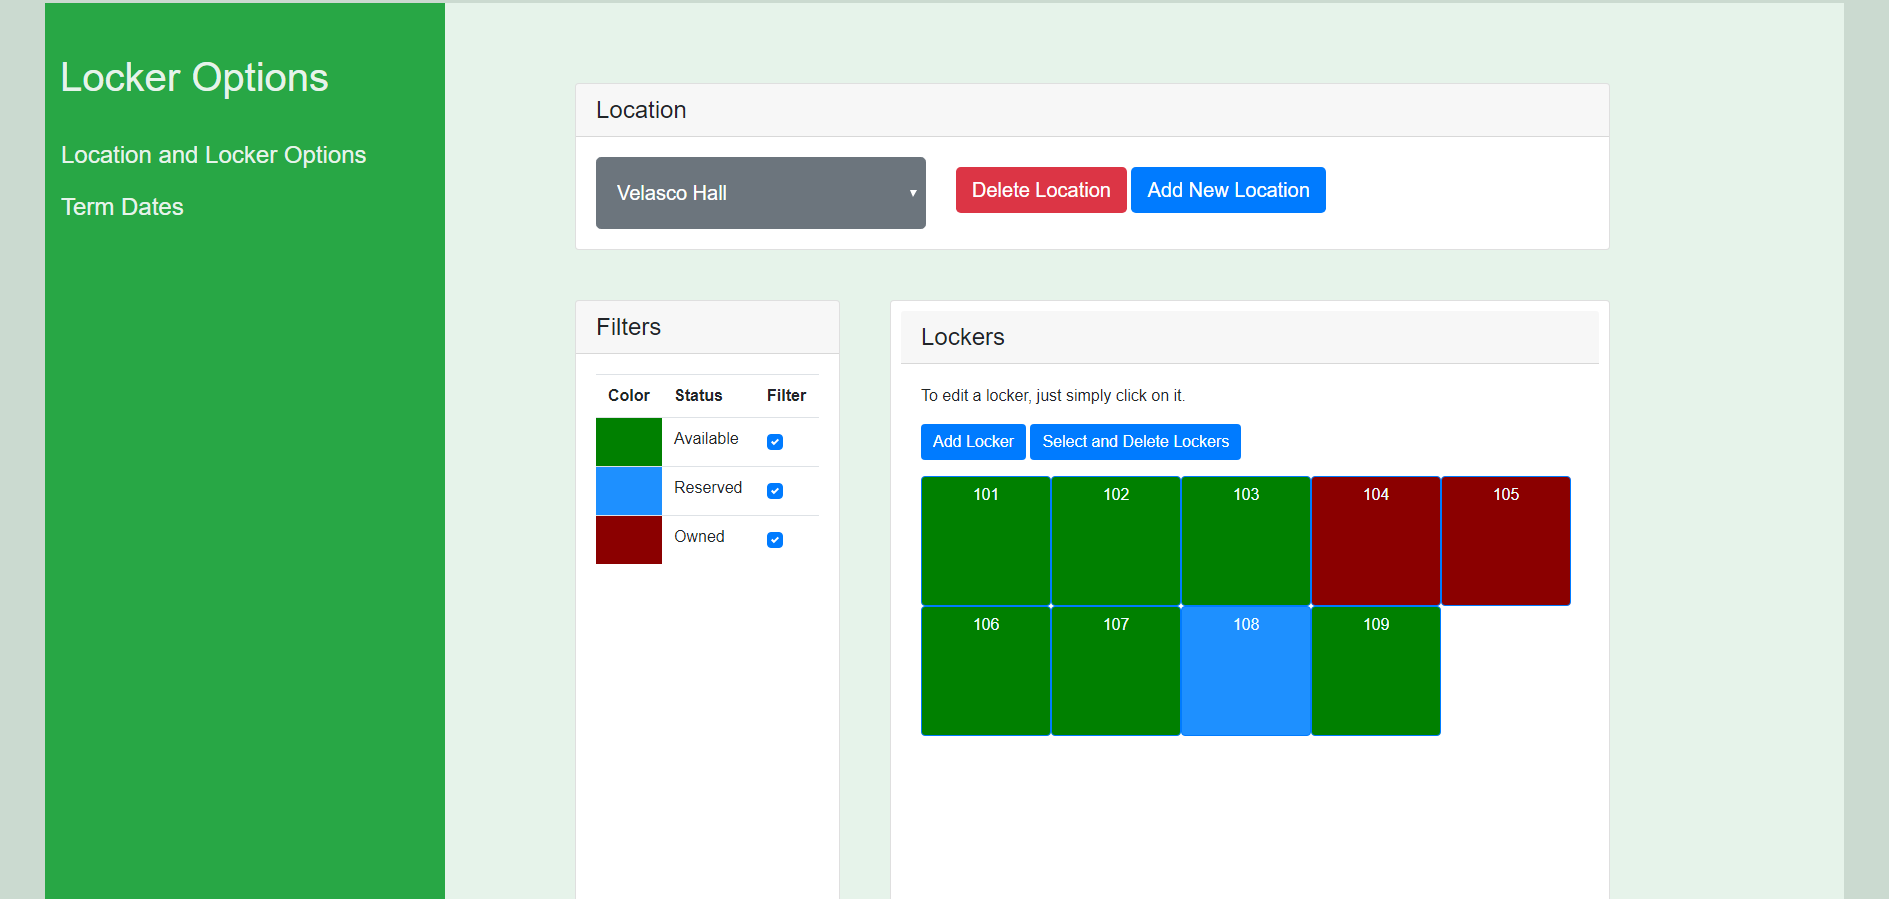 Locker Options
Location and Locker Options
Term Dates
Location
Velasco Hall
Delete Location
Add New Location
Filters
Color Status Filter
Available
Reserved
Owned
Lockers
To edit a locker, just simply click on it.
Add Locker
Select and Delete Lockers
101 102 103 104 105
106 107 108 109